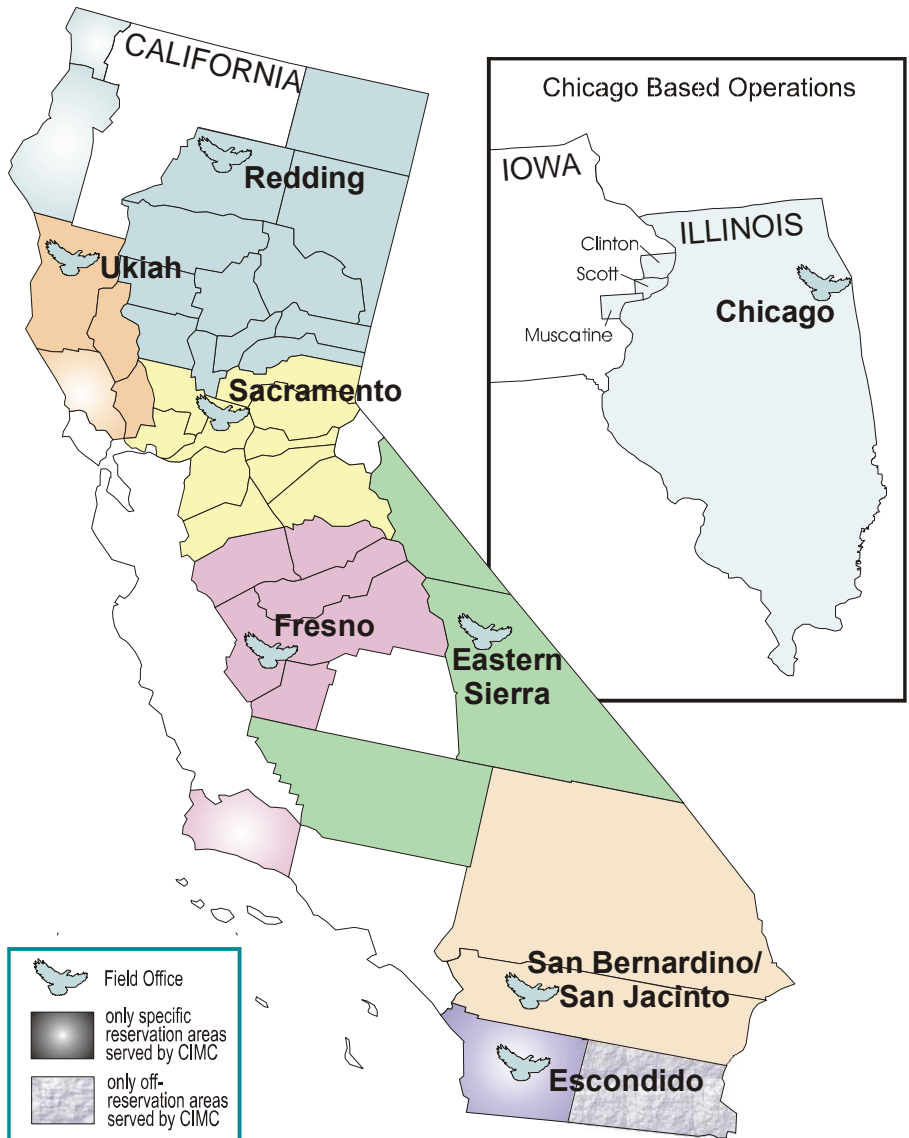 CALIFORNIA
Redding
Ukiah
Sacramento
Fresno
Eastern
Sierra
San Bernardino/
San Jacinto
Escondido
Chicago Based Operations
IOWA
ILLINOIS
Clinton
Scott
Muscatine
Chicago
Field Office
only specific
reservation areas
served by CIMC
only off-
reservation areas
served by CIMC